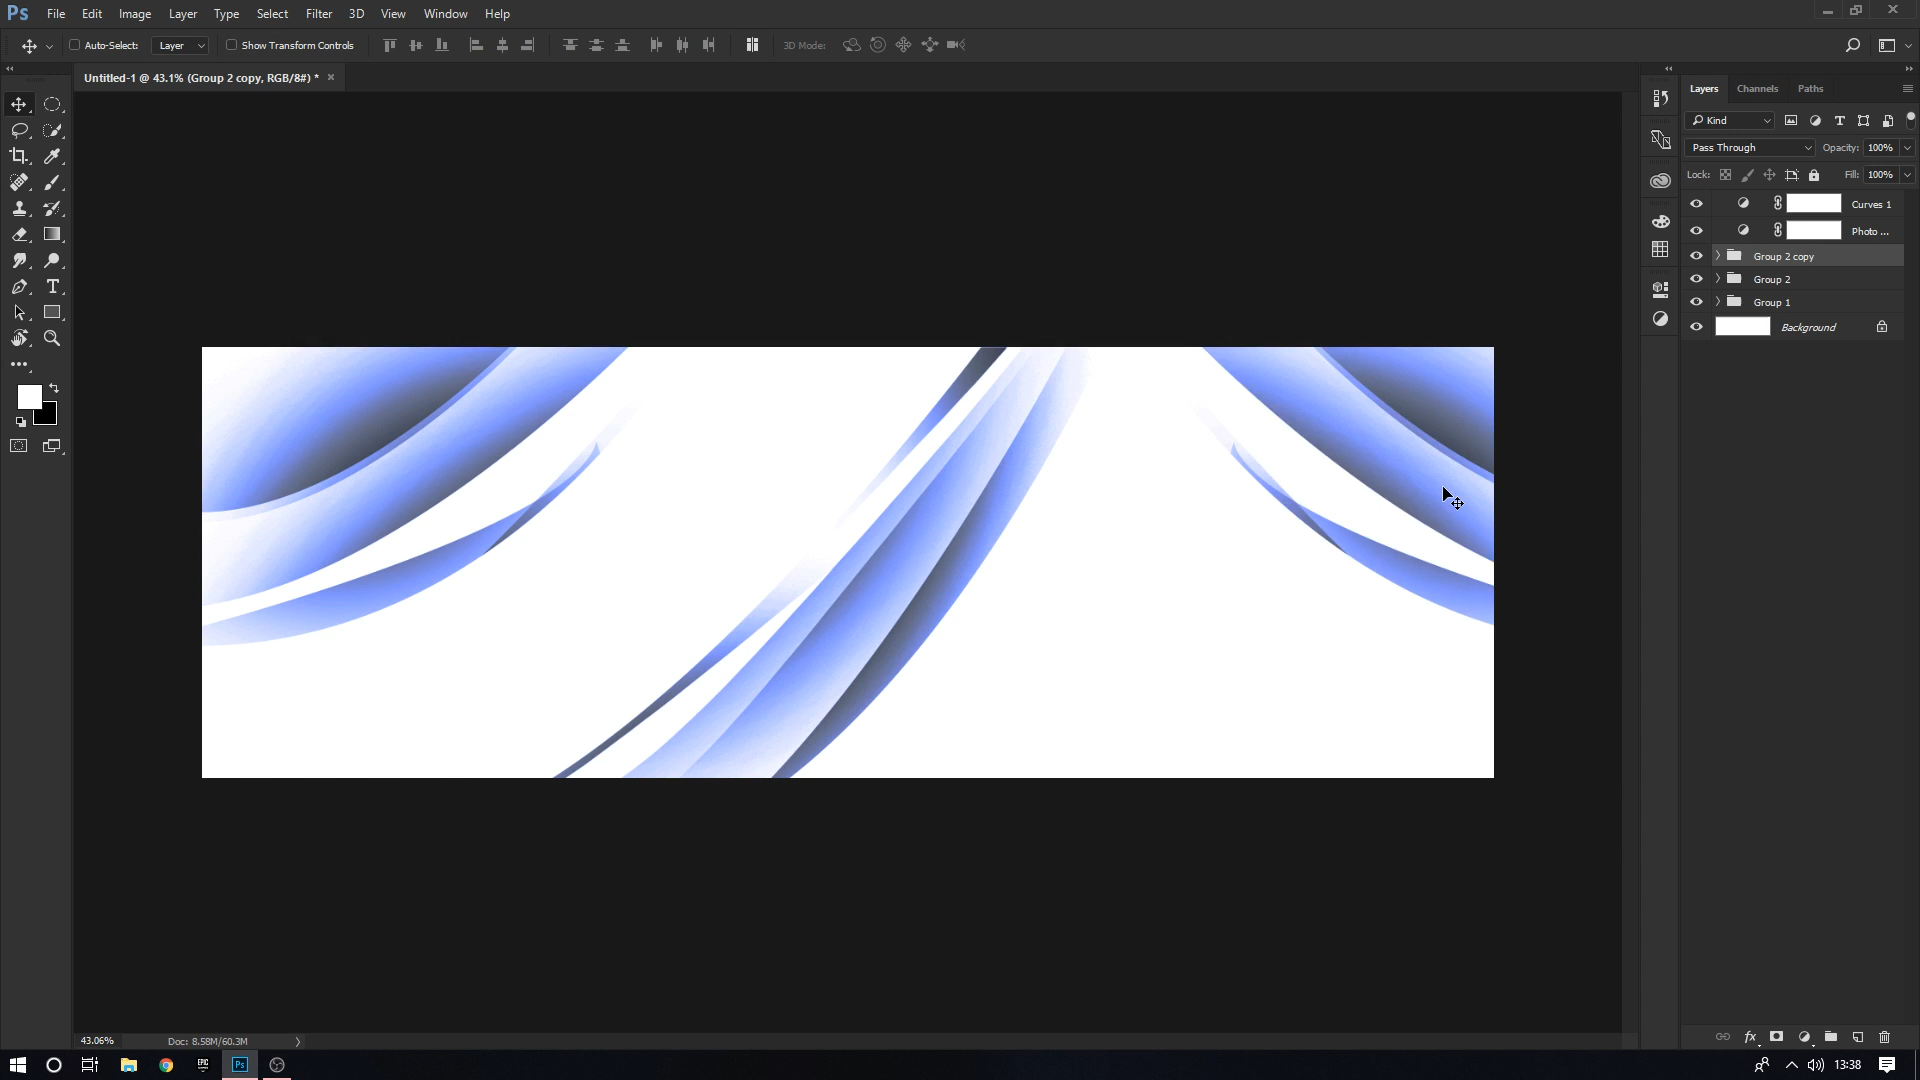 Ps File Edit Image Layer Type Select Filter 3D View Window Help
Auto-Select: Layer Show Transform Controls 3D Mode:
Untitled-1 @ 43.1% (Group 2 copy, RGB/8#) * ×
Layers Channels Paths
Kind
Pass Through Opacity: 100%
Lock: Fill: 100%
Curves 1
Photo ...
Group 2 copy
Group 2
Group 1
Background
43.06% Doc: 8.58M/60.3M
fx
EPIC Ps 13:38